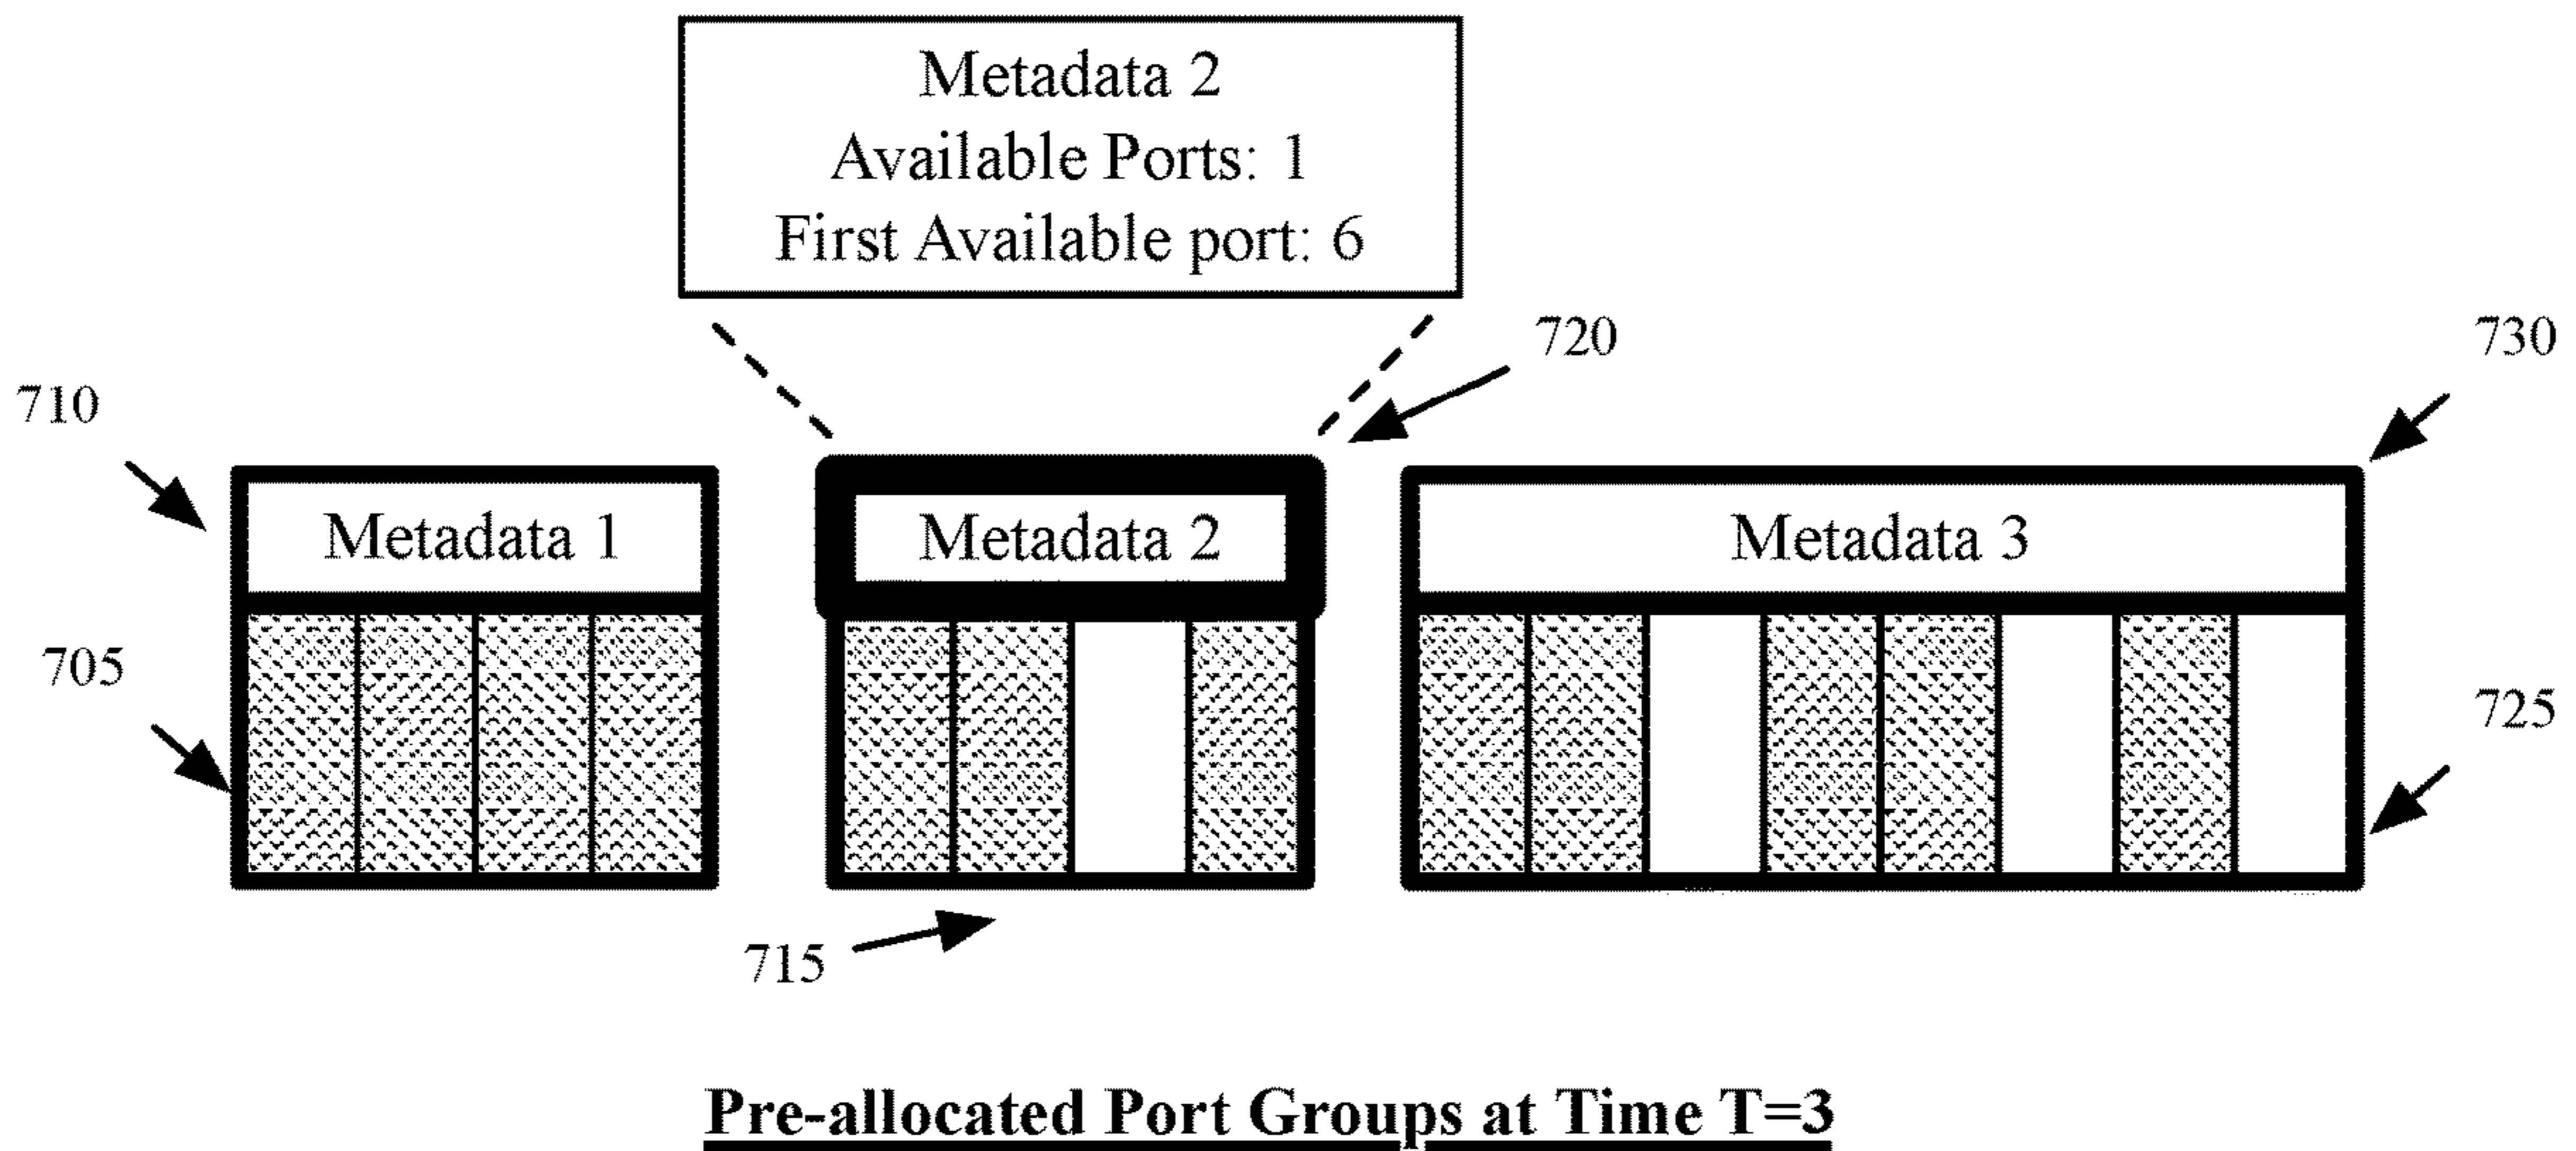 Metadata 2
Available Ports: 1
First Available port: 6
720
730
710
Metadata 1
Metadata 2
Metadata 3
705
725
715
Pre-allocated Port Groups at Time T=3